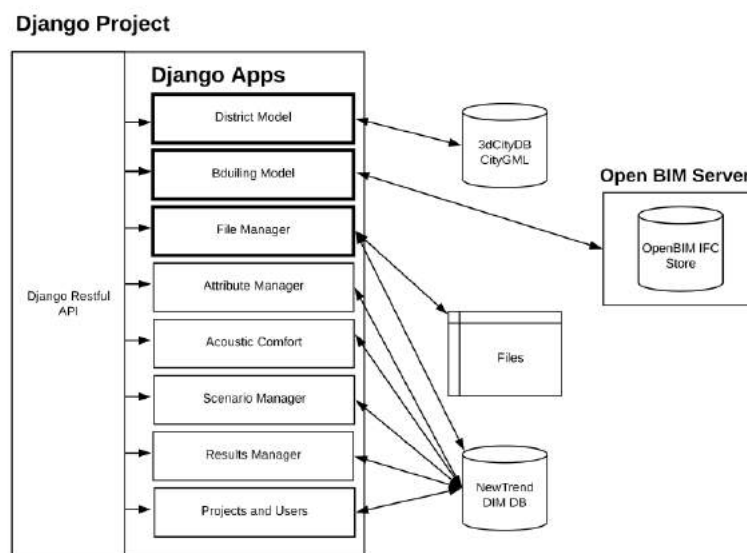 Django Project
Django Apps
District Model
Bduiling Model
File Manager
Attribute Manager
Acoustic Comfort
Scenario Manager
Results Manager
Projects and Users
Django Restful
API
3dCityDB
CityGML
Open BIM Server
OpenBIM IFC
Store
Files
NewTrend
DIM DB